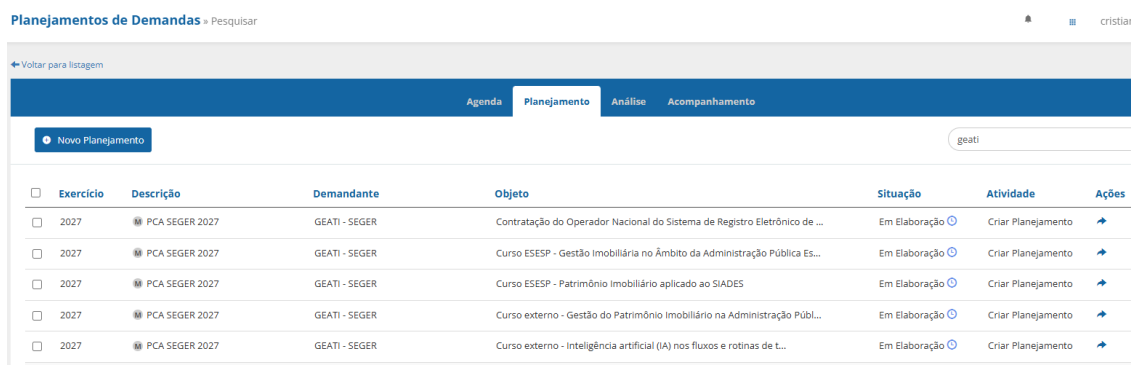 Planejamentos de Demandas » Pesquisar
Voltar para listagem
Agenda Planejamento Análise Acompanhamento
Novo Planejamento geati
Exercício Descrição Demandante Objeto Situação Atividade Ações
2027 M PCA SEGER 2027 GEATI - SEGER Contratação do Operador Nacional do Sistema de Registro Eletrônico de ... Em Elaboração Criar Planejamento
2027 M PCA SEGER 2027 GEATI - SEGER Curso ESESP - Gestão Imobiliária no Âmbito da Administração Pública Es... Em Elaboração Criar Planejamento
2027 M PCA SEGER 2027 GEATI - SEGER Curso ESESP - Patrimônio Imobiliário aplicado ao SIADES Em Elaboração Criar Planejamento
2027 M PCA SEGER 2027 GEATI - SEGER Curso externo - Gestão do Patrimônio Imobiliário na Administração Públ... Em Elaboração Criar Planejamento
2027 M PCA SEGER 2027 GEATI - SEGER Curso externo - Inteligência artificial (IA) nos fluxos e rotinas de t... Em Elaboração Criar Planejamento